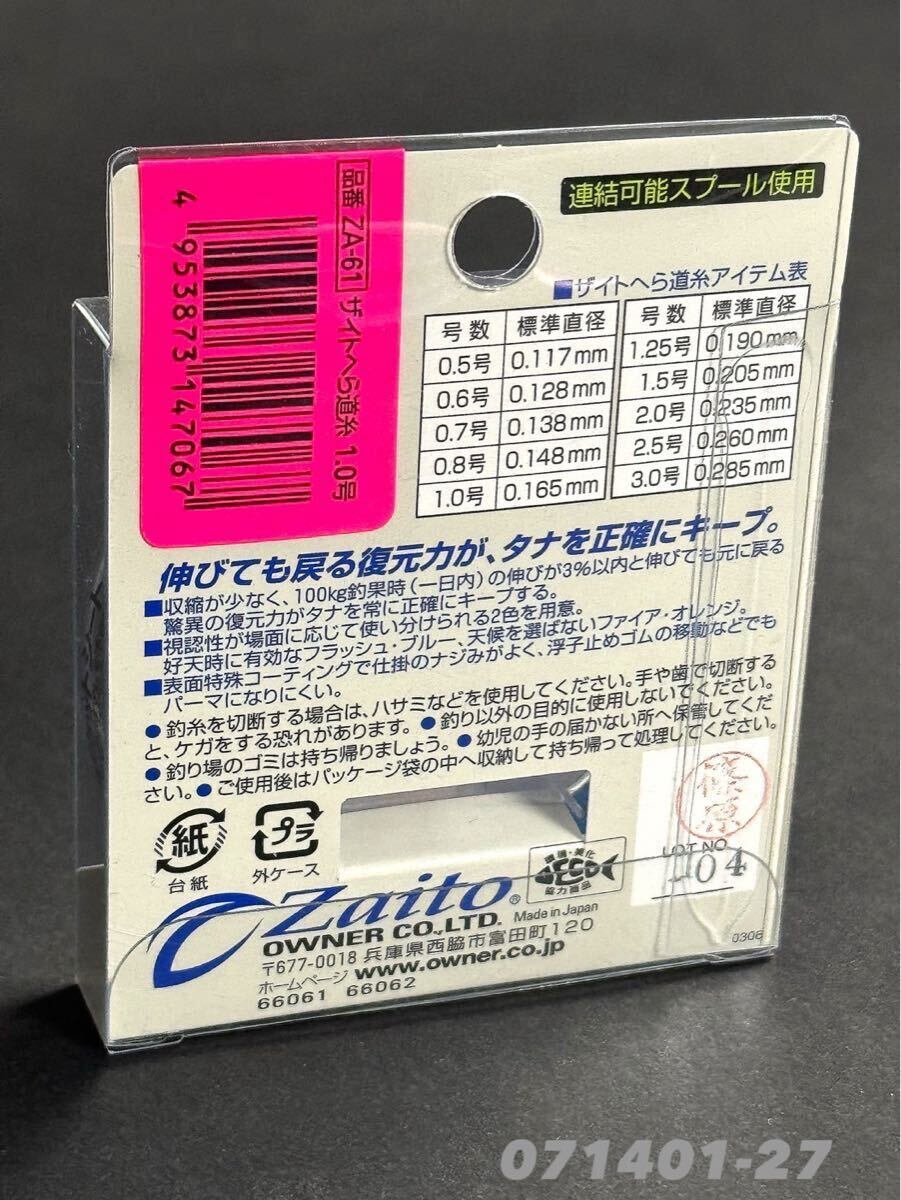 連結可能スプール使用
品番 ZA-61 ザイトへら道糸 1.0号
4 953873 147067
■ザイトへら道糸アイテム表
号数 標準直径 号数 標準直径
0.5号 0.117mm 1.25号 0.190mm
0.6号 0.128mm 1.5号 0.205mm
0.7号 0.138mm 2.0号 0.235mm
0.8号 0.148mm 2.5号 0.260mm
1.0号 0.165mm 3.0号 0.285mm
伸びても戻る復元力が、タナを正確にキープ。
■収縮が少なく、100kg釣果時(一日内)の伸びが3%以内と伸びても元に戻る
驚異の復元力がタナを常に正確にキープする。
■視認性が場面に応じて使い分けられる2色を用意。
好天時に有効なフラッシュ・ブルー、天候を選ばないファイア・オレンジ。
■表面特殊コーティングで仕掛のナジみがよく、浮子止めゴムの移動などでも
パーマになりにくい。
●釣糸を切断する場合は、ハサミなどを使用してください。手や歯で切断する
と、ケガをする恐れがあります。●釣り以外の目的に使用しないでください。
●釣り場のゴミは持ち帰りましょう。●幼児の手の届かない所へ保管してくだ
さい。●ご使用後はパッケージ袋の中へ収納して持ち帰って処理してください。
紙
台紙
プラ
外ケース
環境・美化
ECO
協力商品
篠原
LOT NO.
-04
Zaito®
OWNER CO.,LTD. Made in Japan
〒677-0018 兵庫県西脇市富田町120
ホームページ www.owner.co.jp
66061 66062
0306
071401-27